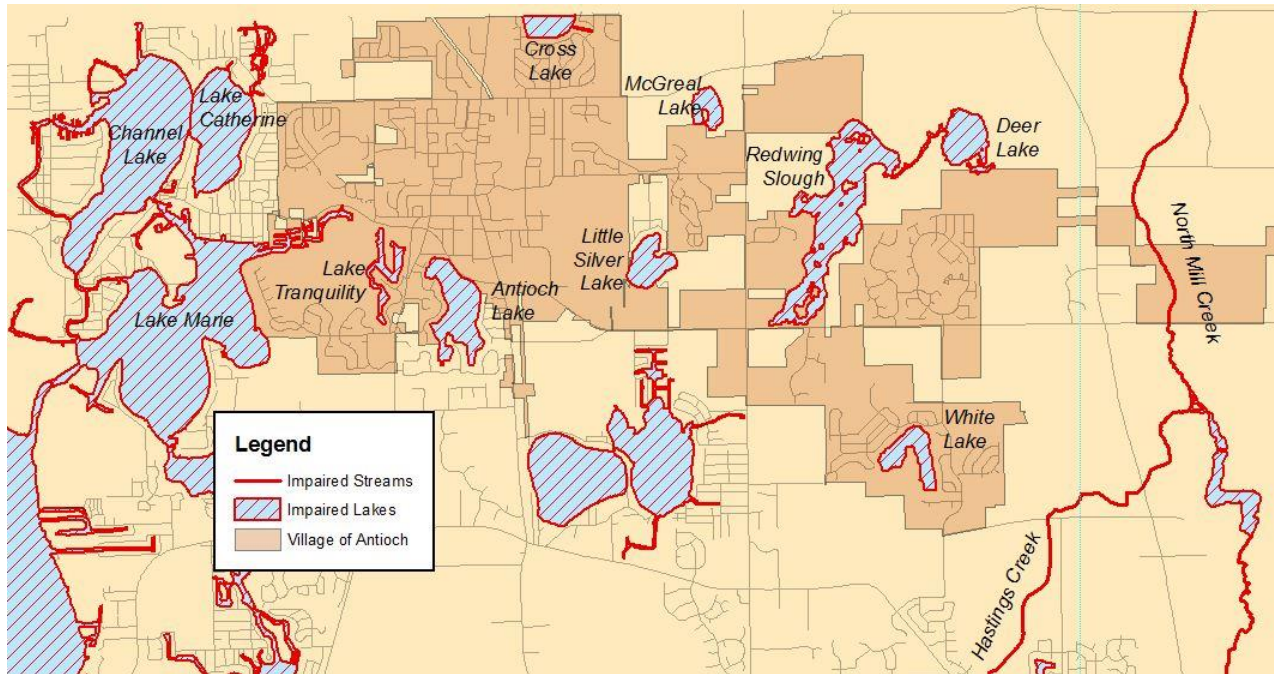 Cross
Lake
Lake
Catherine
McGreal
Lake
Channel
Lake
Deer
Lake
Redwing
Slough
North Mill Creek
Little
Silver
Lake
Lake
Tranquility
Antioch
Lake
Lake Marie
White
Lake
Legend
Impaired Streams
Impaired Lakes
Village of Antioch
Hastings Creek